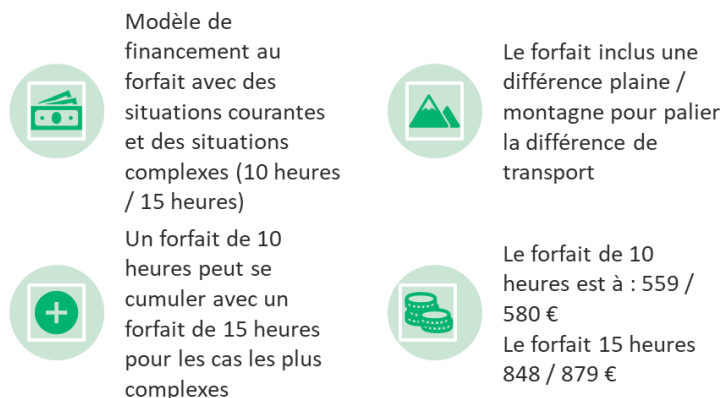 Modèle de
financement au
forfait avec des
situations courantes
et des situations
complexes (10 heures
/ 15 heures)
Le forfait inclus une
différence plaine /
montagne pour palier
la différence de
transport
Un forfait de 10
heures peut se
cumuler avec un
forfait de 15 heures
pour les cas les plus
complexes
Le forfait de 10
heures est à : 559 /
580 €
Le forfait 15 heures
848 / 879 €